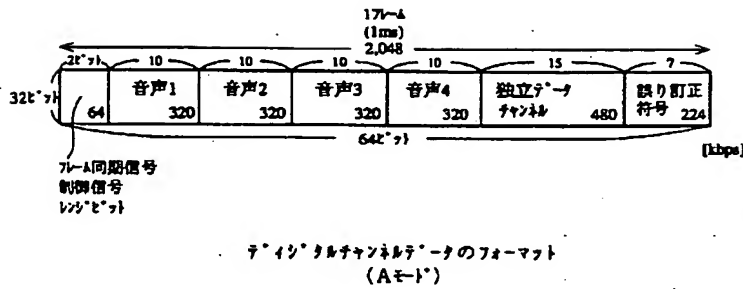 1ﾌﾚｰﾑ
(1ms)
2,048
2ﾋﾞｯﾄ 10 10 10 10 15 7
32ﾋﾞｯﾄ
音声1 音声2 音声3 音声4 独立ﾃﾞｰﾀ 誤り訂正
ﾁｬﾝﾈﾙ 符号
64 320 320 320 320 480 224
64ﾋﾞｯﾄ
[kbps]
ﾌﾚｰﾑ同期信号
制御信号
ﾚﾝｼﾞﾋﾞｯﾄ
ﾃﾞｨｼﾞﾀﾙﾁｬﾝﾈﾙﾃﾞｰﾀのﾌｫｰﾏｯﾄ
(Aﾓｰﾄﾞ)